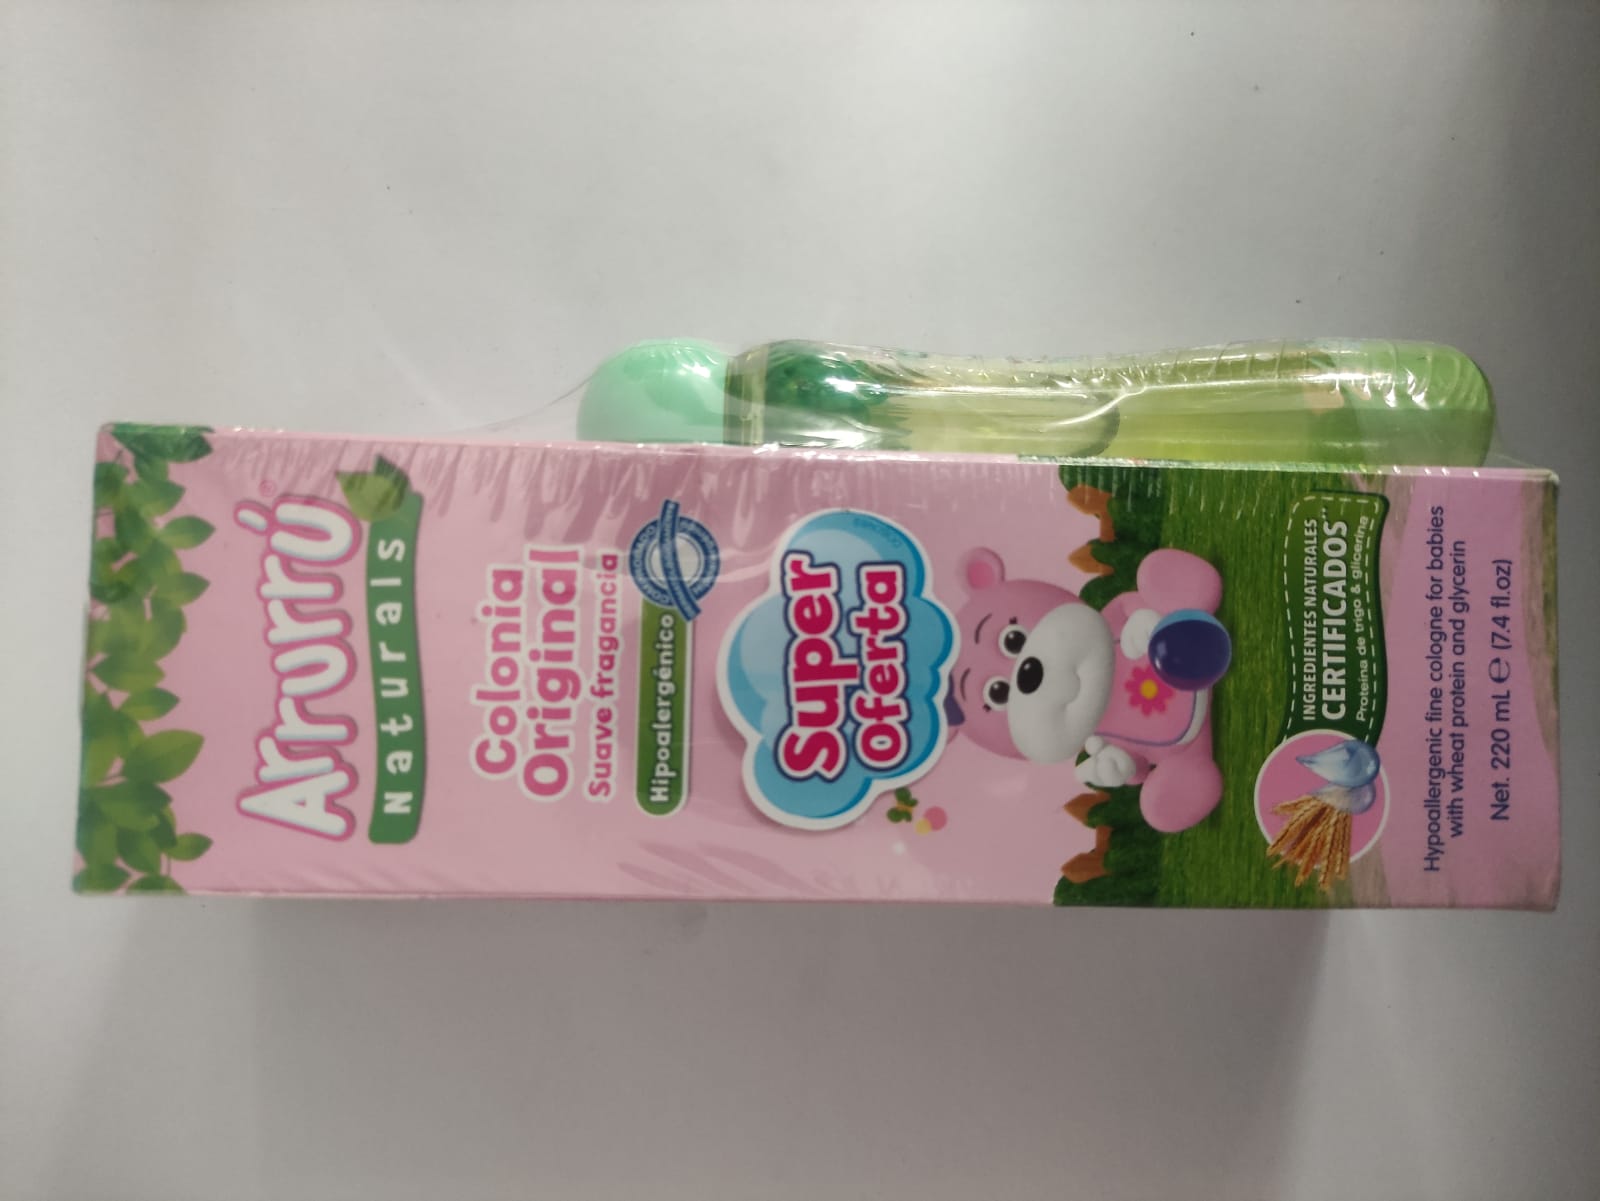 Arrurrú®
Naturals
Colonia
Original
Suave fragancia
Hipoalergénico
COMPROBADO
Super
Oferta
INGREDIENTES NATURALES
CERTIFICADOS**
Proteína de trigo & glicerina
Hypoallergenic fine cologne for babies
with wheat protein and glycerin
Net. 220 mL ℮ (7.4 fl.oz)